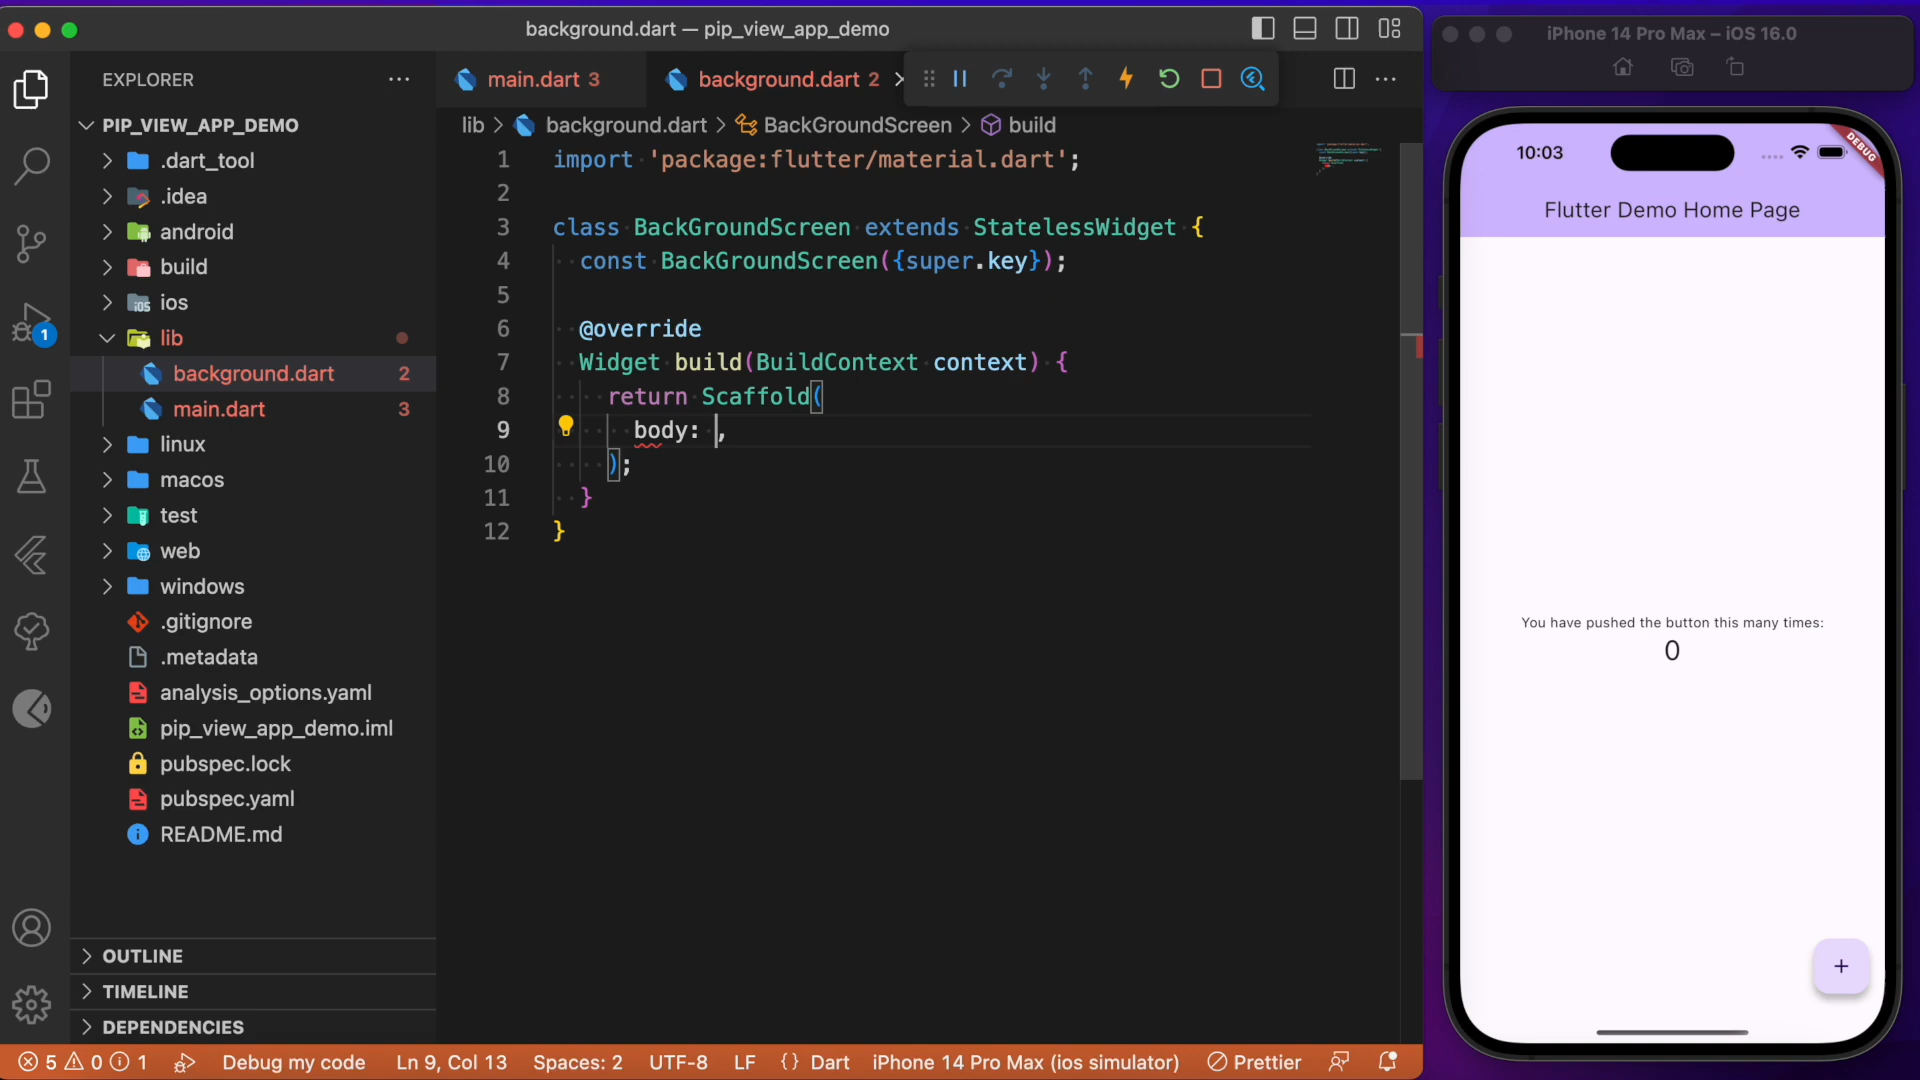 background.dart — pip_view_app_demo
EXPLORER
main.dart 3
background.dart 2
PIP_VIEW_APP_DEMO
.dart_tool
.idea
android
build
ios
lib
background.dart 2
main.dart 3
linux
macos
test
web
windows
.gitignore
.metadata
analysis_options.yaml
pip_view_app_demo.iml
pubspec.lock
pubspec.yaml
README.md
OUTLINE
TIMELINE
DEPENDENCIES
1
lib > background.dart > BackGroundScreen > build
1 import 'package:flutter/material.dart';
2
3 class BackGroundScreen extends StatelessWidget {
4 const BackGroundScreen({super.key});
5
6 @override
7 Widget build(BuildContext context) {
8 return Scaffold(
9 body: ,
10 );
11 }
12 }
5 0 1 Debug my code Ln 9, Col 13 Spaces: 2 UTF-8 LF {} Dart iPhone 14 Pro Max (ios simulator) Prettier
iPhone 14 Pro Max – iOS 16.0
10:03
DEBUG
Flutter Demo Home Page
You have pushed the button this many times:
0
+